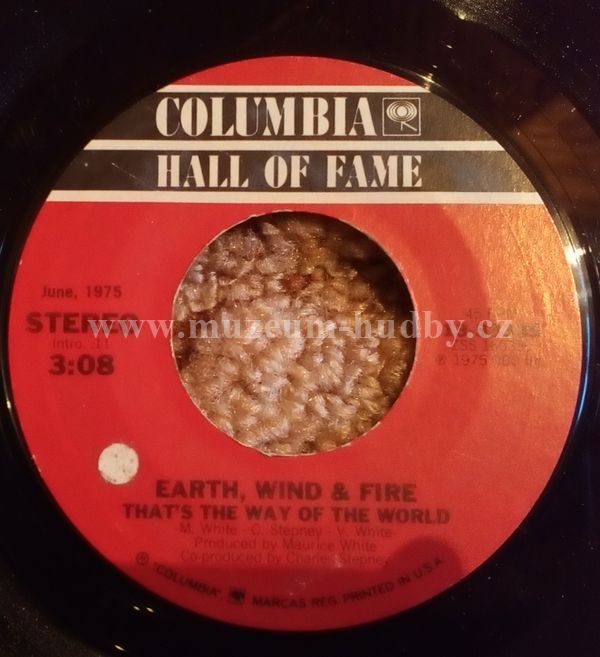 COLUMBIA
HALL OF FAME
June, 1975
STEREO
Intro. :11
3:08
www.muzeum-hudby.cz
℗ 1975
EARTH, WIND & FIRE
THAT'S THE WAY OF THE WORLD
-M. White - C. Stepney - V. White-
Produced by Maurice White
Co-produced by Charles Stepney
℗ "COLUMBIA", MARCAS REG. PRINTED IN U.S.A.